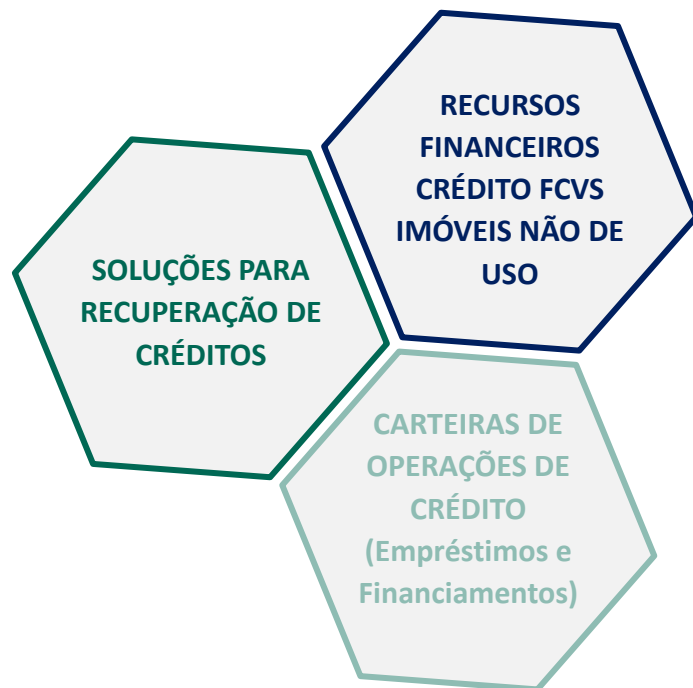 RECURSOS
FINANCEIROS
CRÉDITO FCVS
IMÓVEIS NÃO DE
USO
SOLUÇÕES PARA
RECUPERAÇÃO DE
CRÉDITOS
CARTEIRAS DE
OPERAÇÕES DE
CRÉDITO
(Empréstimos e
Financiamentos)